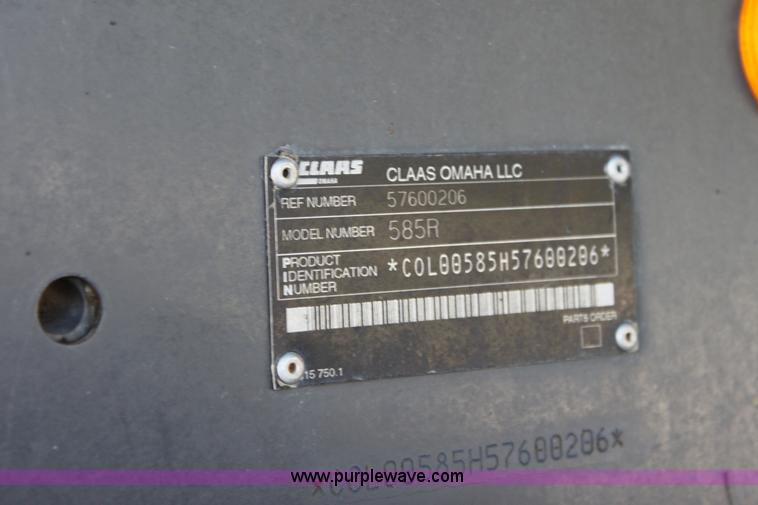 CLAAS
OMAHA
CLAAS OMAHA LLC
REF NUMBER 57600206
MODEL NUMBER 585R
PRODUCT
IDENTIFICATION
NUMBER
*C0L00585H57600206*
PARTS ORDER
15 750.1
*C0L00585H57600206*
www.purplewave.com